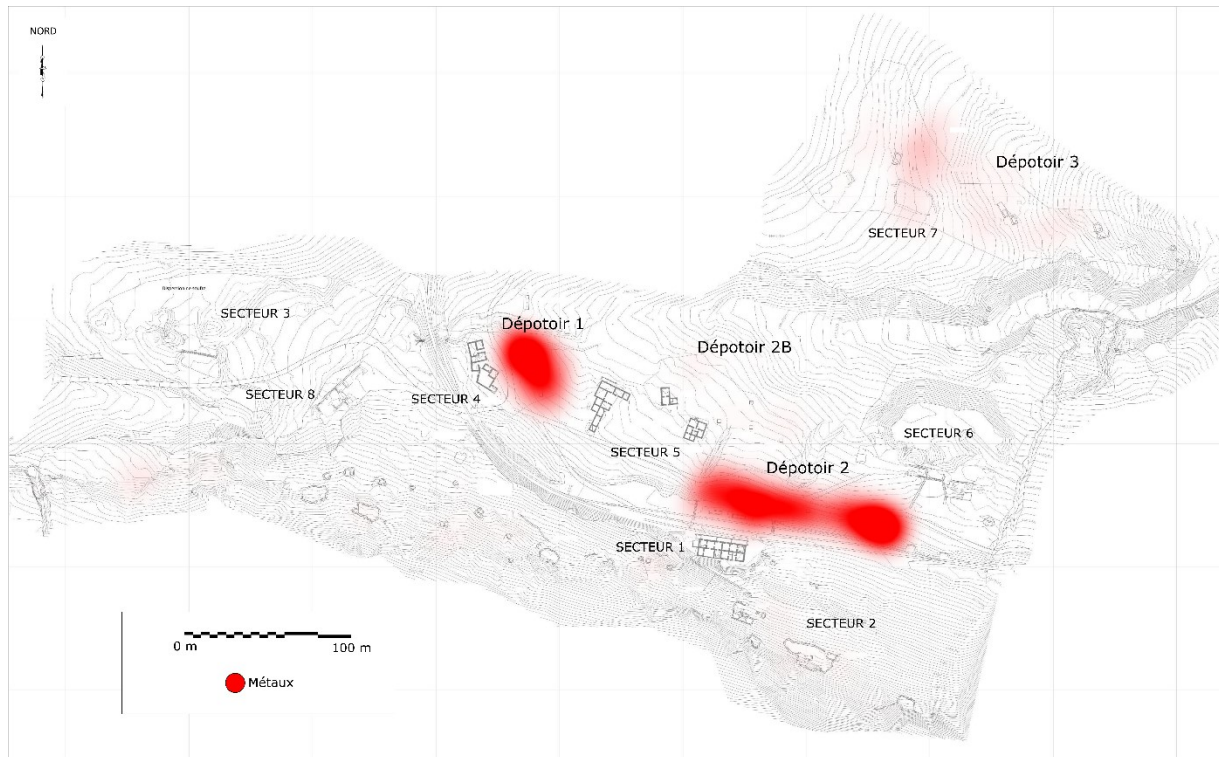 NORD
Dépotoir 3
SECTEUR 7
SECTEUR 3
Dépotoir 1
Dépotoir 2B
SECTEUR 8
SECTEUR 4
SECTEUR 5
SECTEUR 6
Dépotoir 2
SECTEUR 1
SECTEUR 2
0 m
100 m
Métaux